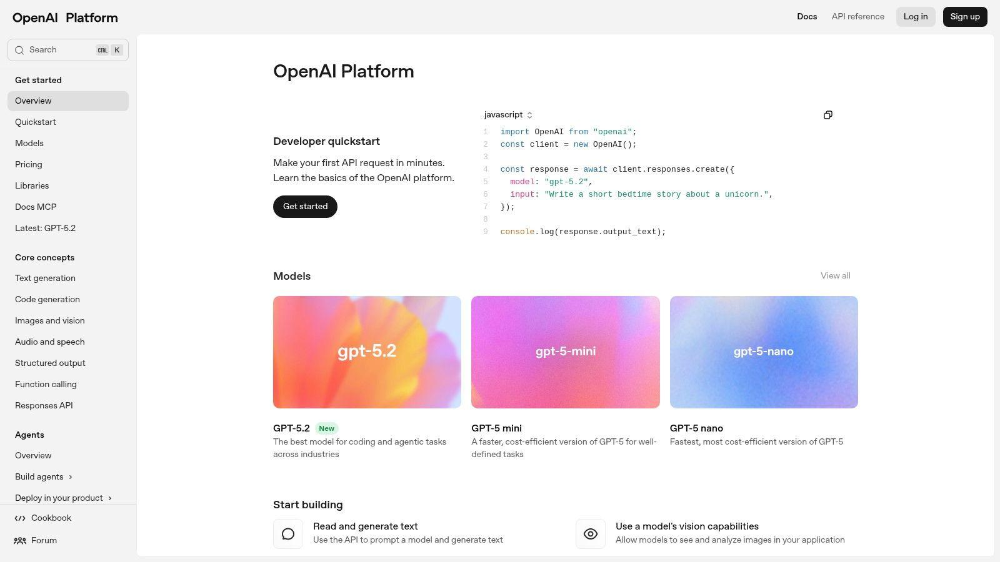 OpenAI Platform
Docs
API reference
Log in
Sign up
Search
CTRL K
Get started
Overview
Quickstart
Models
Pricing
Libraries
Docs MCP
Latest: GPT-5.2
Core concepts
Text generation
Code generation
Images and vision
Audio and speech
Structured output
Function calling
Responses API
Agents
Overview
Build agents
Deploy in your product
Cookbook
Forum
OpenAI Platform
Developer quickstart
Make your first API request in minutes.
Learn the basics of the OpenAI platform.
Get started
javascript
1 import OpenAI from "openai";
2 const client = new OpenAI();
3
4 const response = await client.responses.create({
5   model: "gpt-5.2",
6   input: "Write a short bedtime story about a unicorn.",
7 });
8
9 console.log(response.output_text);
Models
View all
gpt-5.2
gpt-5-mini
gpt-5-nano
GPT-5.2 New
The best model for coding and agentic tasks
across industries
GPT-5 mini
A faster, cost-efficient version of GPT-5 for well-
defined tasks
GPT-5 nano
Fastest, most cost-efficient version of GPT-5
Start building
Read and generate text
Use the API to prompt a model and generate text
Use a model's vision capabilities
Allow models to see and analyze images in your application